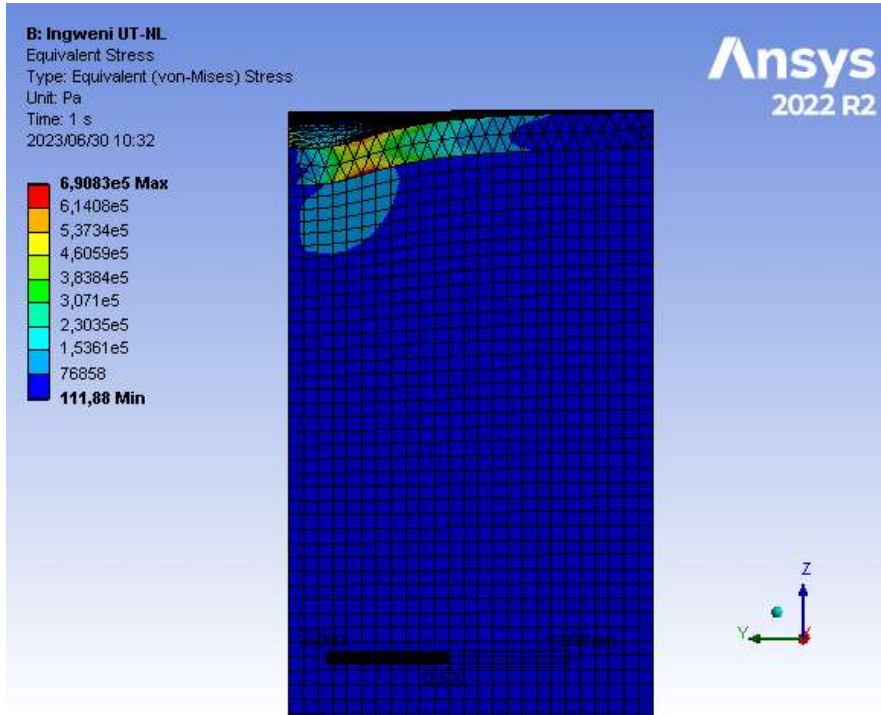 B: Ingweni UT-NL
Equivalent Stress
Type: Equivalent (von-Mises) Stress
Unit: Pa
Time: 1 s
2023/06/30 10:32
6,9083e5 Max
6,1408e5
5,3734e5
4,6059e5
3,8384e5
3,071e5
2,3035e5
1,5361e5
76858
111,88 Min
Ansys
2022 R2
Z
Y